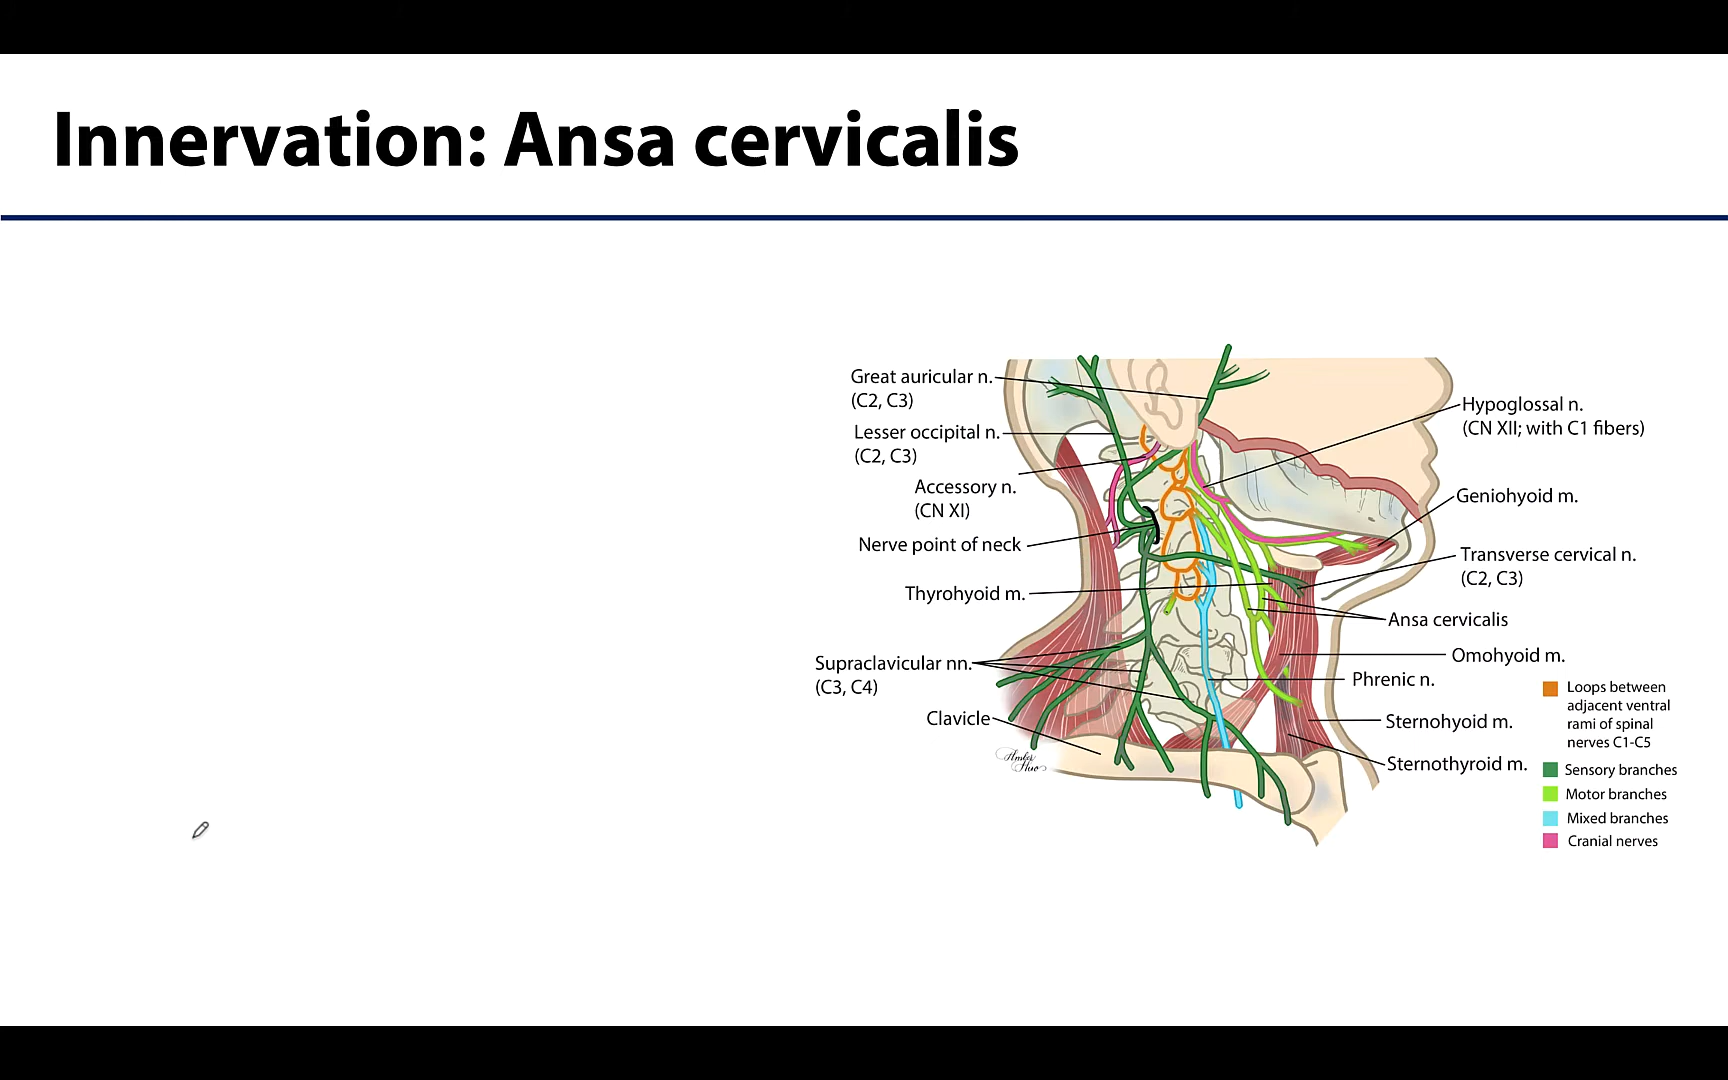 Innervation: Ansa cervicalis
Great auricular n.
(C2, C3)
Lesser occipital n.
(C2, C3)
Accessory n.
(CN XI)
Nerve point of neck
Thyrohyoid m.
Supraclavicular nn.
(C3, C4)
Clavicle
Amber
Huo
Hypoglossal n.
(CN XII; with C1 fibers)
Geniohyoid m.
Transverse cervical n.
(C2, C3)
Ansa cervicalis
Omohyoid m.
Phrenic n.
Sternohyoid m.
Sternothyroid m.
Loops between
adjacent ventral
rami of spinal
nerves C1-C5
Sensory branches
Motor branches
Mixed branches
Cranial nerves